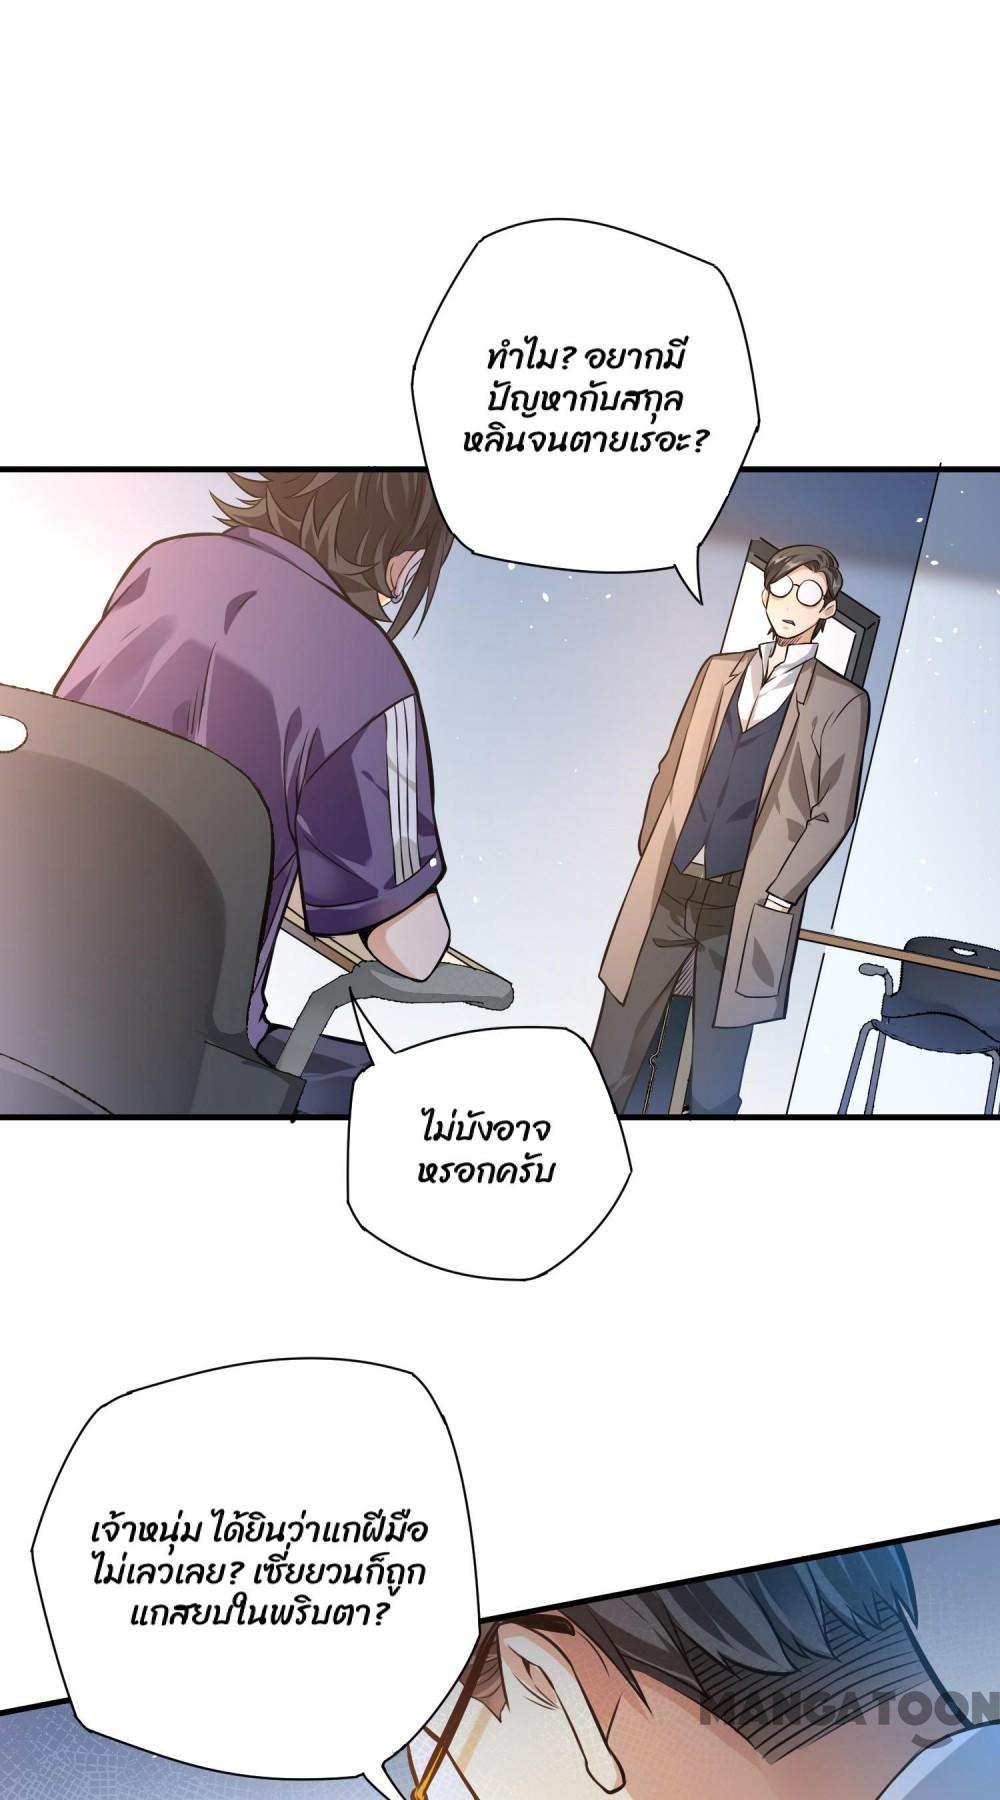 ทำไม? อยากมี
ปัญหากับสกุล
หลินจนตายเรอะ?
ไม่บังอาจ
หรอกครับ
เจ้าหนุ่ม ได้ยินว่าแกฝีมือ
ไม่เลวเลย? เซี่ยยวนก็ถูก
แกสยบในพริบตา?
MANGATOON